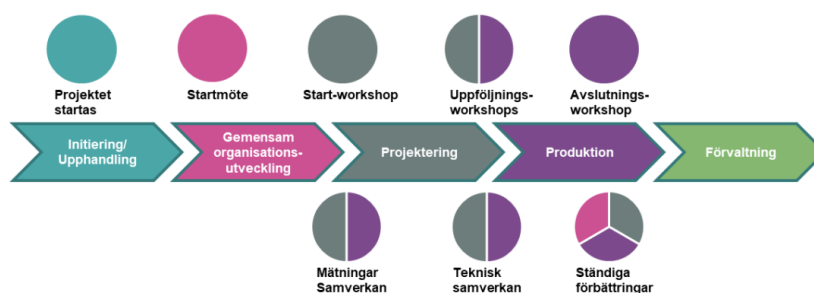 Projektet
startas
Startmöte
Start-workshop
Uppföljnings-
workshops
Avslutnings-
workshop
Initiering/
Upphandling
Gemensam
organisations-
utveckling
Projektering
Produktion
Förvaltning
Mätningar
Samverkan
Teknisk
samverkan
Ständiga
förbättringar